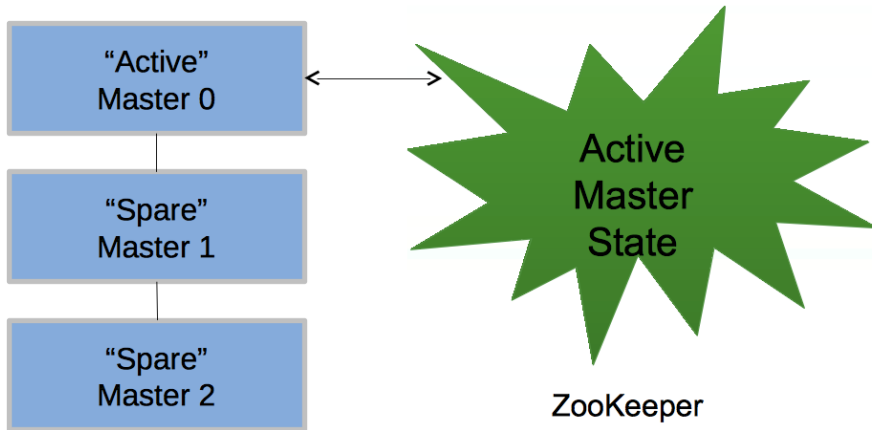 “Active”
Master 0
“Spare”
Master 1
“Spare”
Master 2
Active
Master
State
ZooKeeper